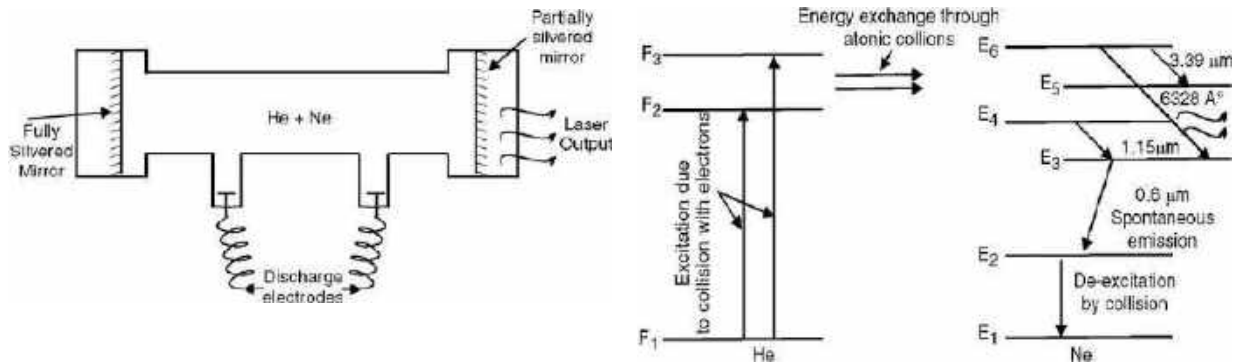 Partially
silvered
mirror
He + Ne
Fully
Silvered
Mirror
Laser
Output
Discharge
electrodes
Energy exchange through
atonic collions
F3
F2
F1
Excitation due
to collision with electrons
He
E6
E5
E4
E3
E2
E1
3.39 μm
6328 A°
1.15μm
0.6 μm
Spontaneous
emission
De-excitation
by collision
Ne